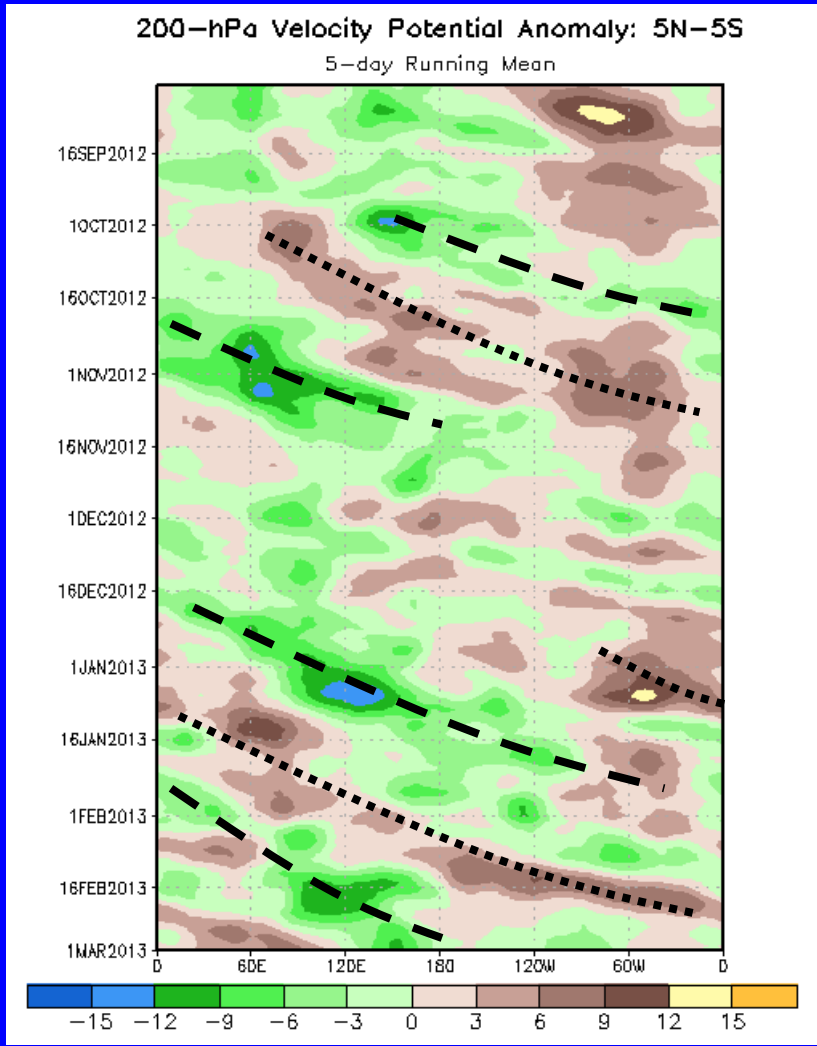 200-hPa Velocity Potential Anomaly: 5N-5S
5-day Running Mean
16SEP2012
1OCT2012
16OCT2012
1NOV2012
16NOV2012
1DEC2012
16DEC2012
1JAN2013
16JAN2013
1FEB2013
16FEB2013
1MAR2013
0 60E 120E 180 120W 60W 0
-15 -12 -9 -6 -3 0 3 6 9 12 15